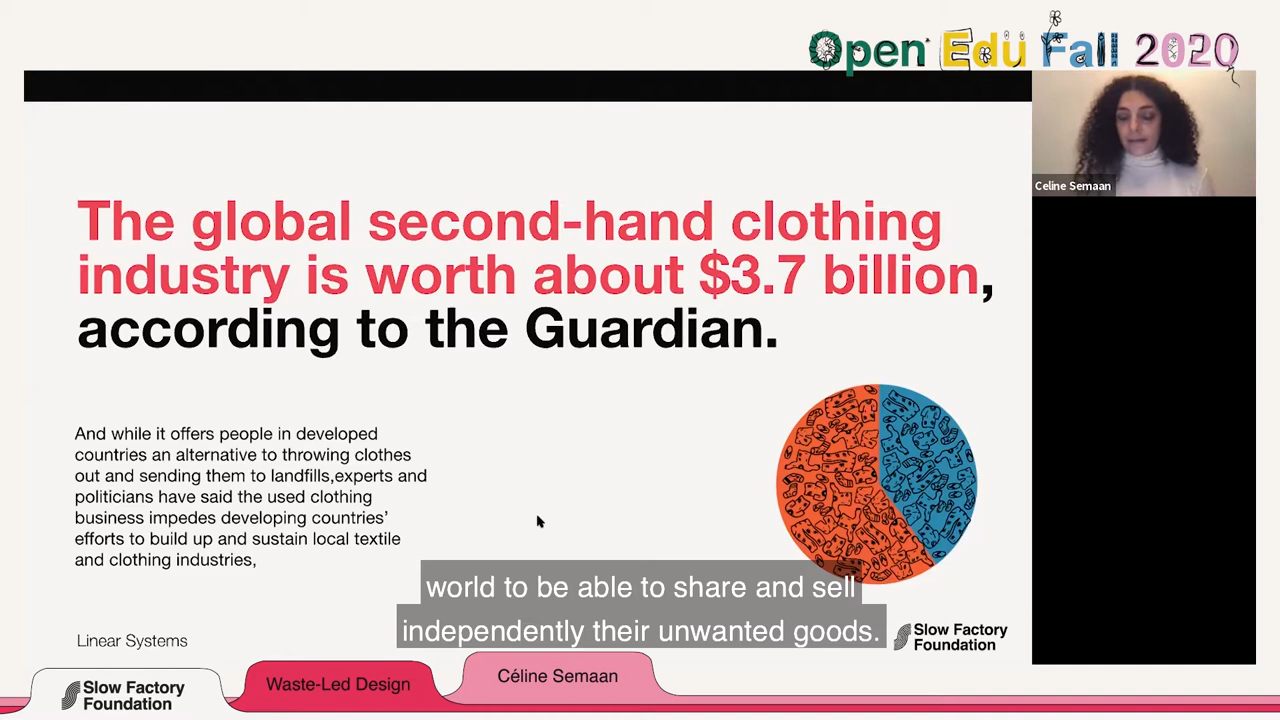 Open Edu Fall 2020
Celine Semaan
The global second-hand clothing
industry is worth about $3.7 billion,
according to the Guardian.
And while it offers people in developed
countries an alternative to throwing clothes
out and sending them to landfills,experts and
politicians have said the used clothing
business impedes developing countries’
efforts to build up and sustain local textile
and clothing industries,
world to be able to share and sell
independently their unwanted goods.
Linear Systems
Slow Factory
Foundation
Slow Factory
Foundation
Waste-Led Design
Céline Semaan